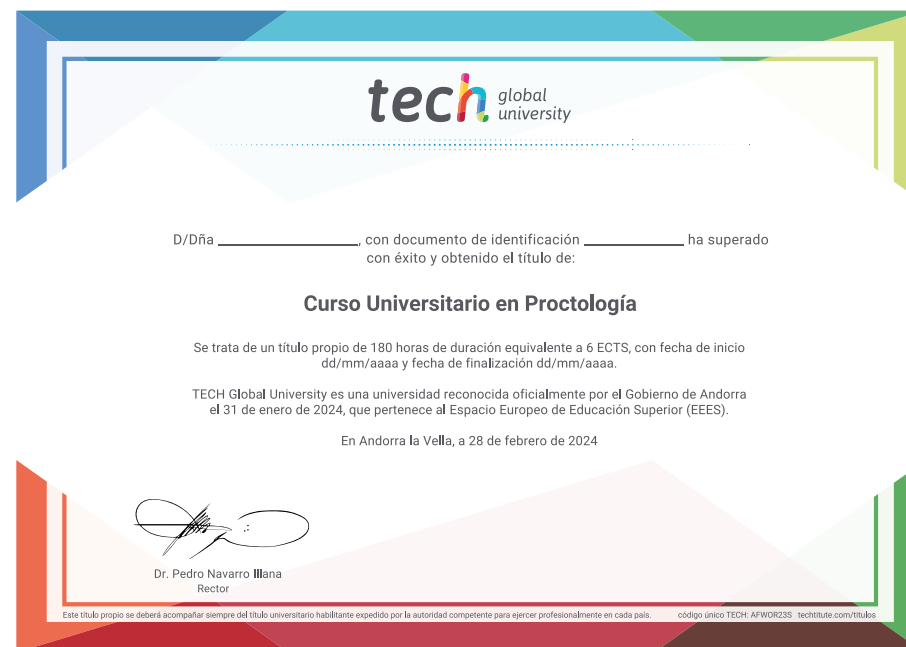 tech global university
D/Dña ____________, con documento de identificación ____________ ha superado
con éxito y obtenido el título de:
Curso Universitario en Proctología
Se trata de un título propio de 180 horas de duración equivalente a 6 ECTS, con fecha de inicio
dd/mm/aaaa y fecha de finalización dd/mm/aaaa.
TECH Global University es una universidad reconocida oficialmente por el Gobierno de Andorra
el 31 de enero de 2024, que pertenece al Espacio Europeo de Educación Superior (EEES).
En Andorra la Vella, a 28 de febrero de 2024
Dr. Pedro Navarro Illana
Rector
Este título propio se deberá acompañar siempre del título universitario habilitante expedido por la autoridad competente para ejercer profesionalmente en cada país. código único TECH: AFWOR23S techtitute.com/titulos